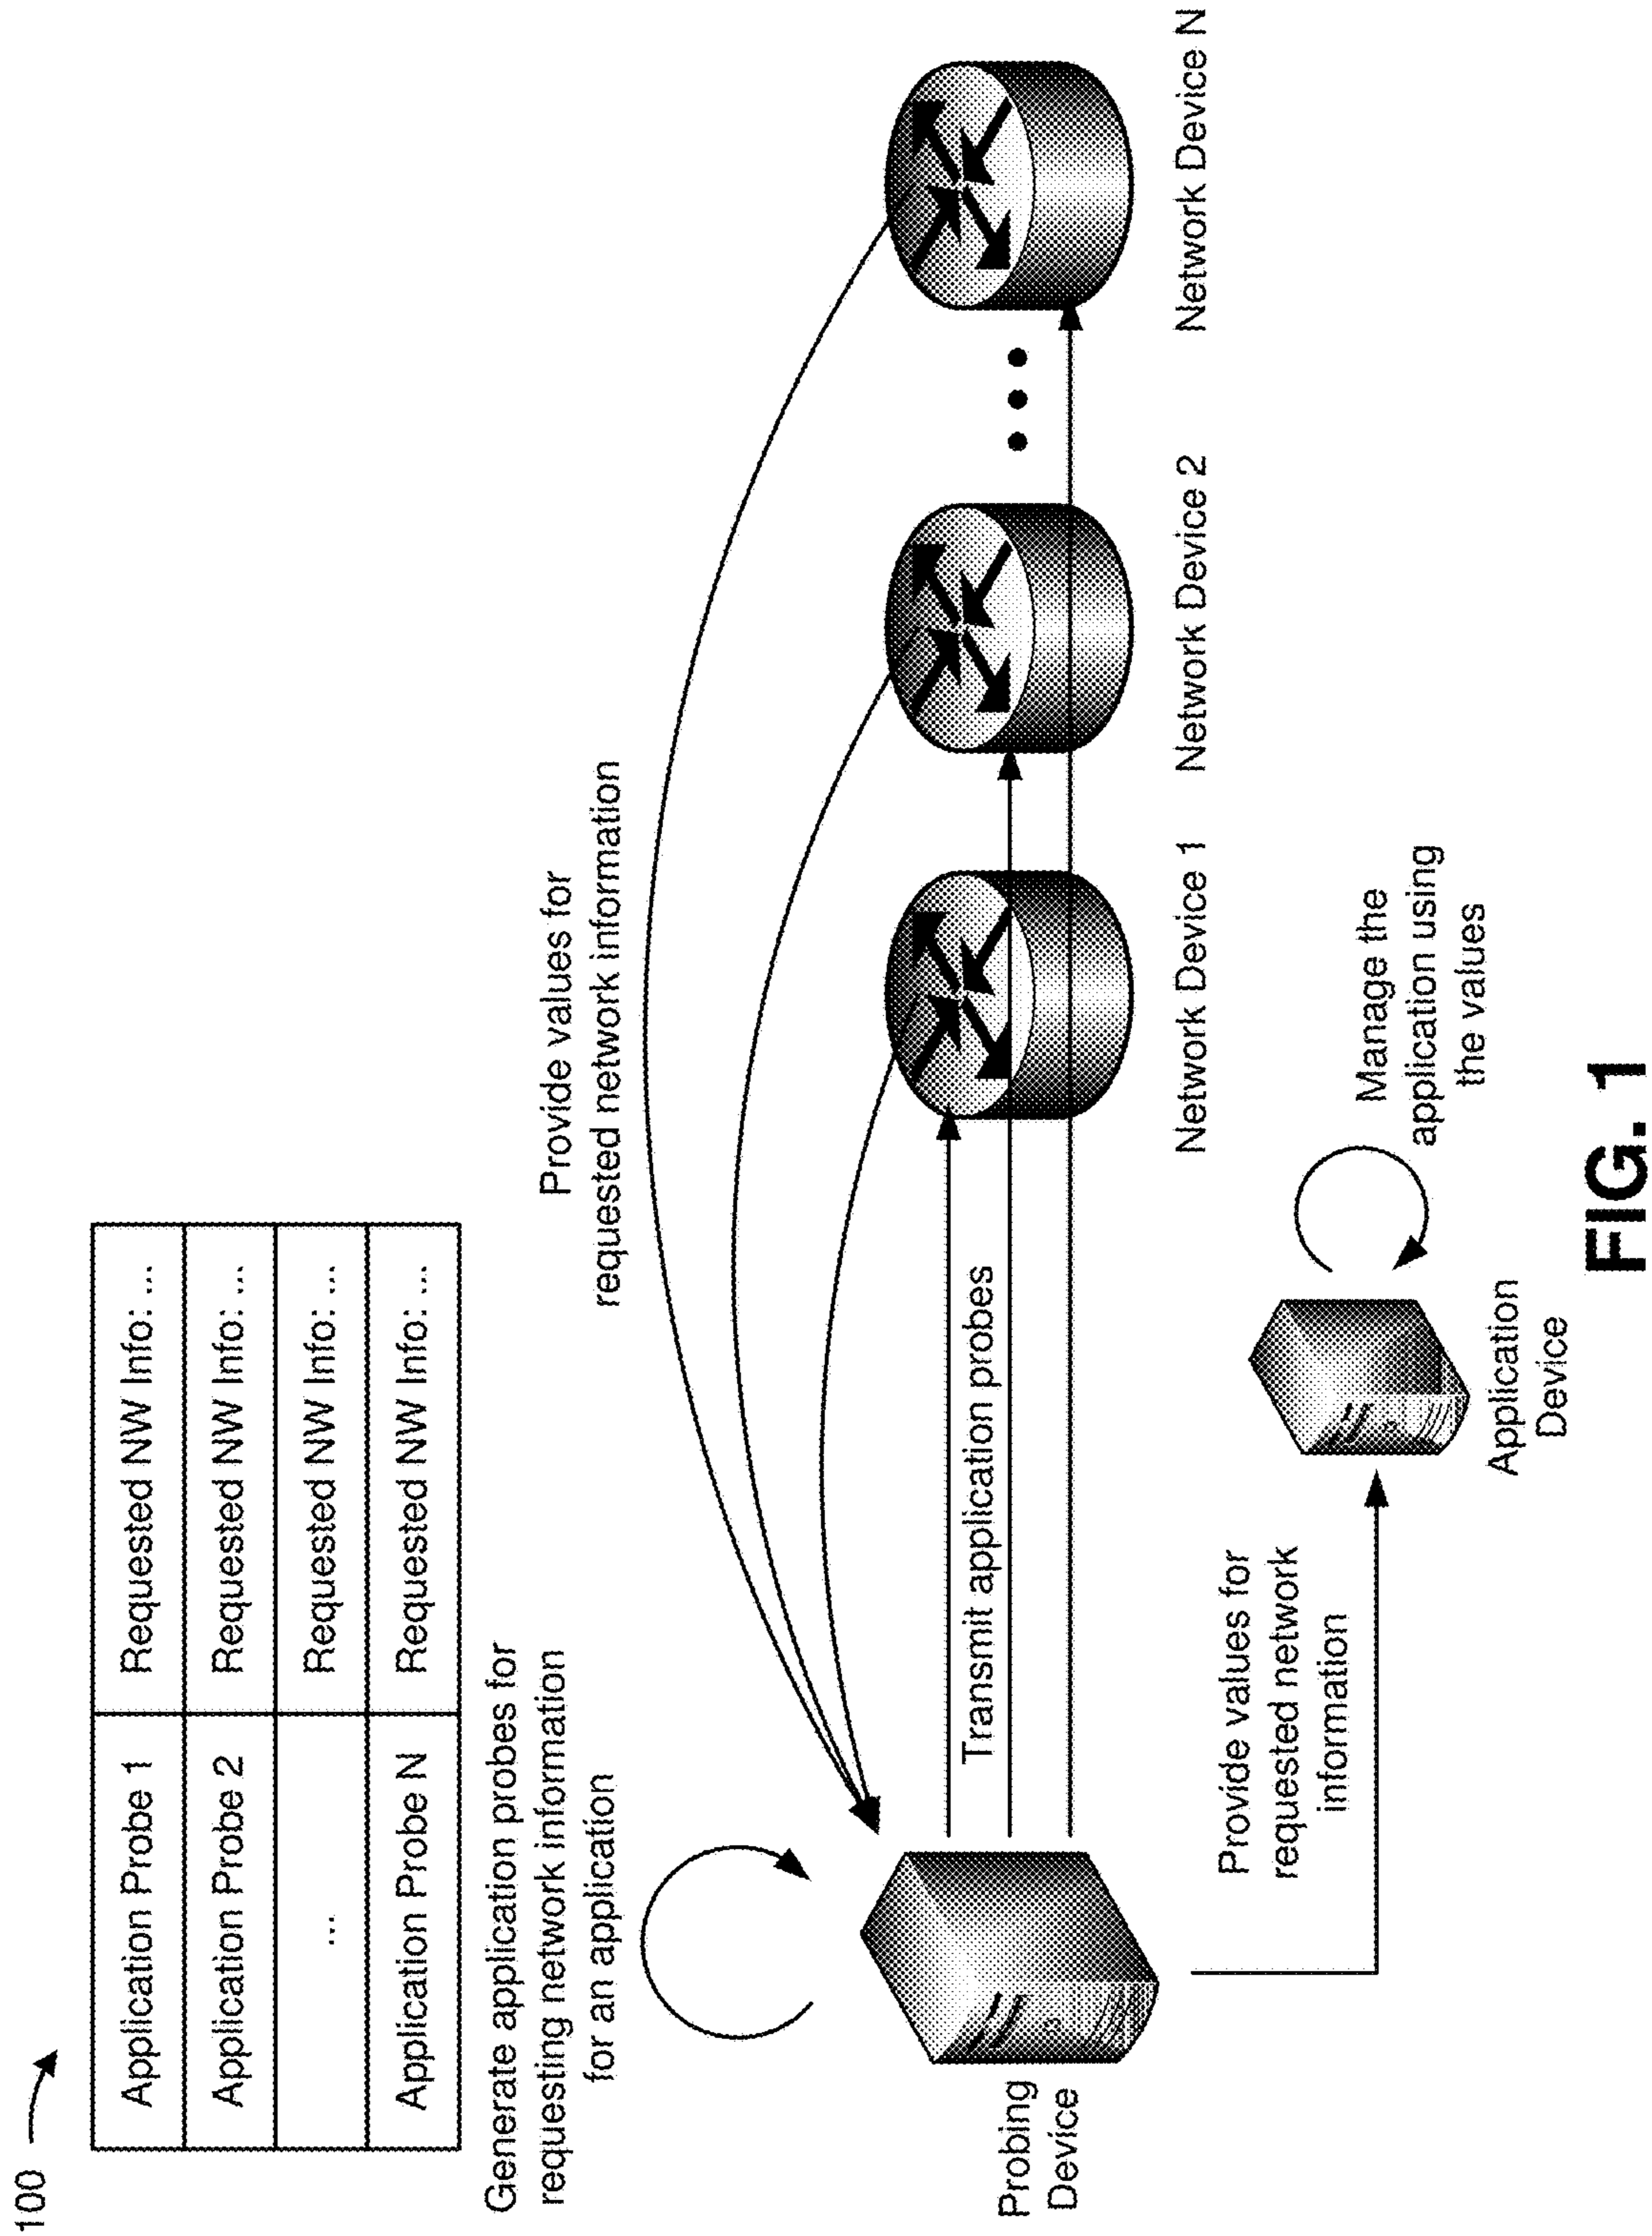 100
Application Probe 1 Requested NW Info: ...
Application Probe 2 Requested NW Info: ...
... Requested NW Info: ...
Application Probe N Requested NW Info: ...
Generate application probes for
requesting network information
for an application
Provide values for
requested network information
Transmit application probes
Probing
Device
Network Device 1
Network Device 2
Network Device N
Provide values for
requested network
information
Manage the
application using
the values
Application
Device
FIG. 1